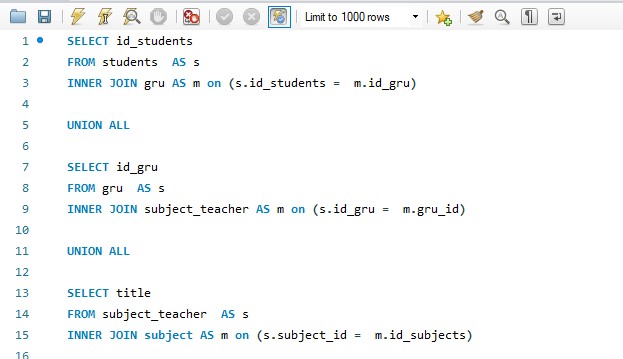 Limit to 1000 rows
1 SELECT id_students
2 FROM students  AS s
3 INNER JOIN gru AS m on (s.id_students =  m.id_gru)
4
5 UNION ALL
6
7 SELECT id_gru
8 FROM gru  AS s
9 INNER JOIN subject_teacher AS m on (s.id_gru =  m.gru_id)
10
11 UNION ALL
12
13 SELECT title
14 FROM subject_teacher  AS s
15 INNER JOIN subject AS m on (s.subject_id =  m.id_subjects)
16